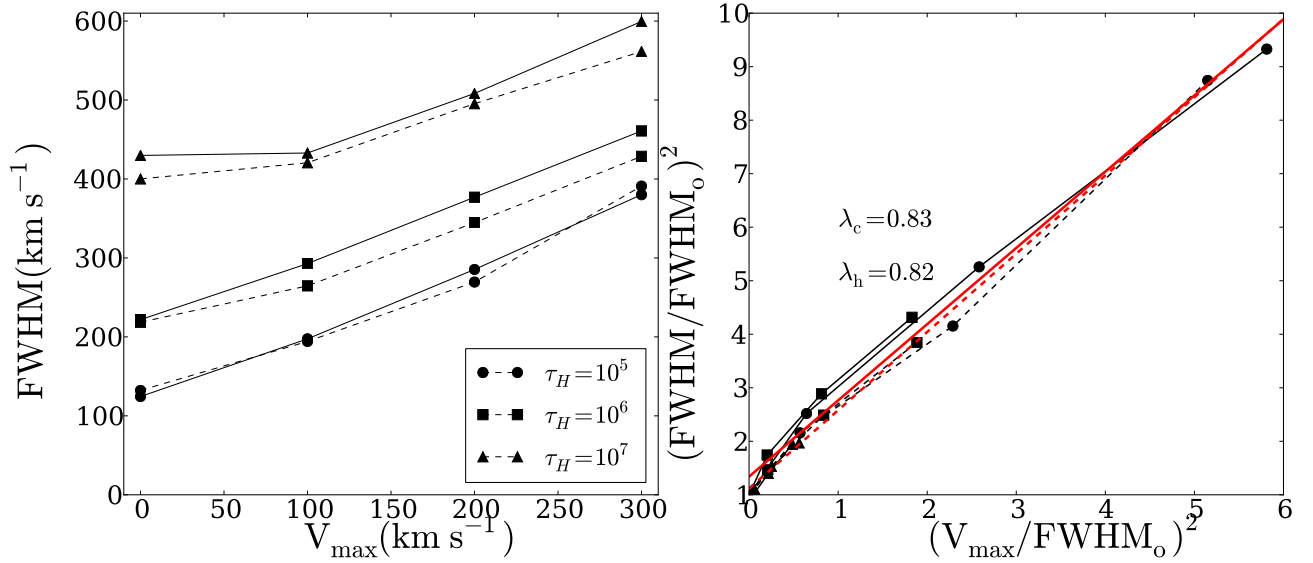 FWHM(km s⁻¹)
600
500
400
300
200
100
0
0 50 100 150 200 250 300
V_max(km s⁻¹)
τ_H=10⁵
τ_H=10⁶
τ_H=10⁷
(FWHM/FWHM_o)²
10
9
8
7
6
5
4
3
2
1
λ_c=0.83
λ_h=0.82
0 1 2 3 4 5 6
(V_max/FWHM_o)²